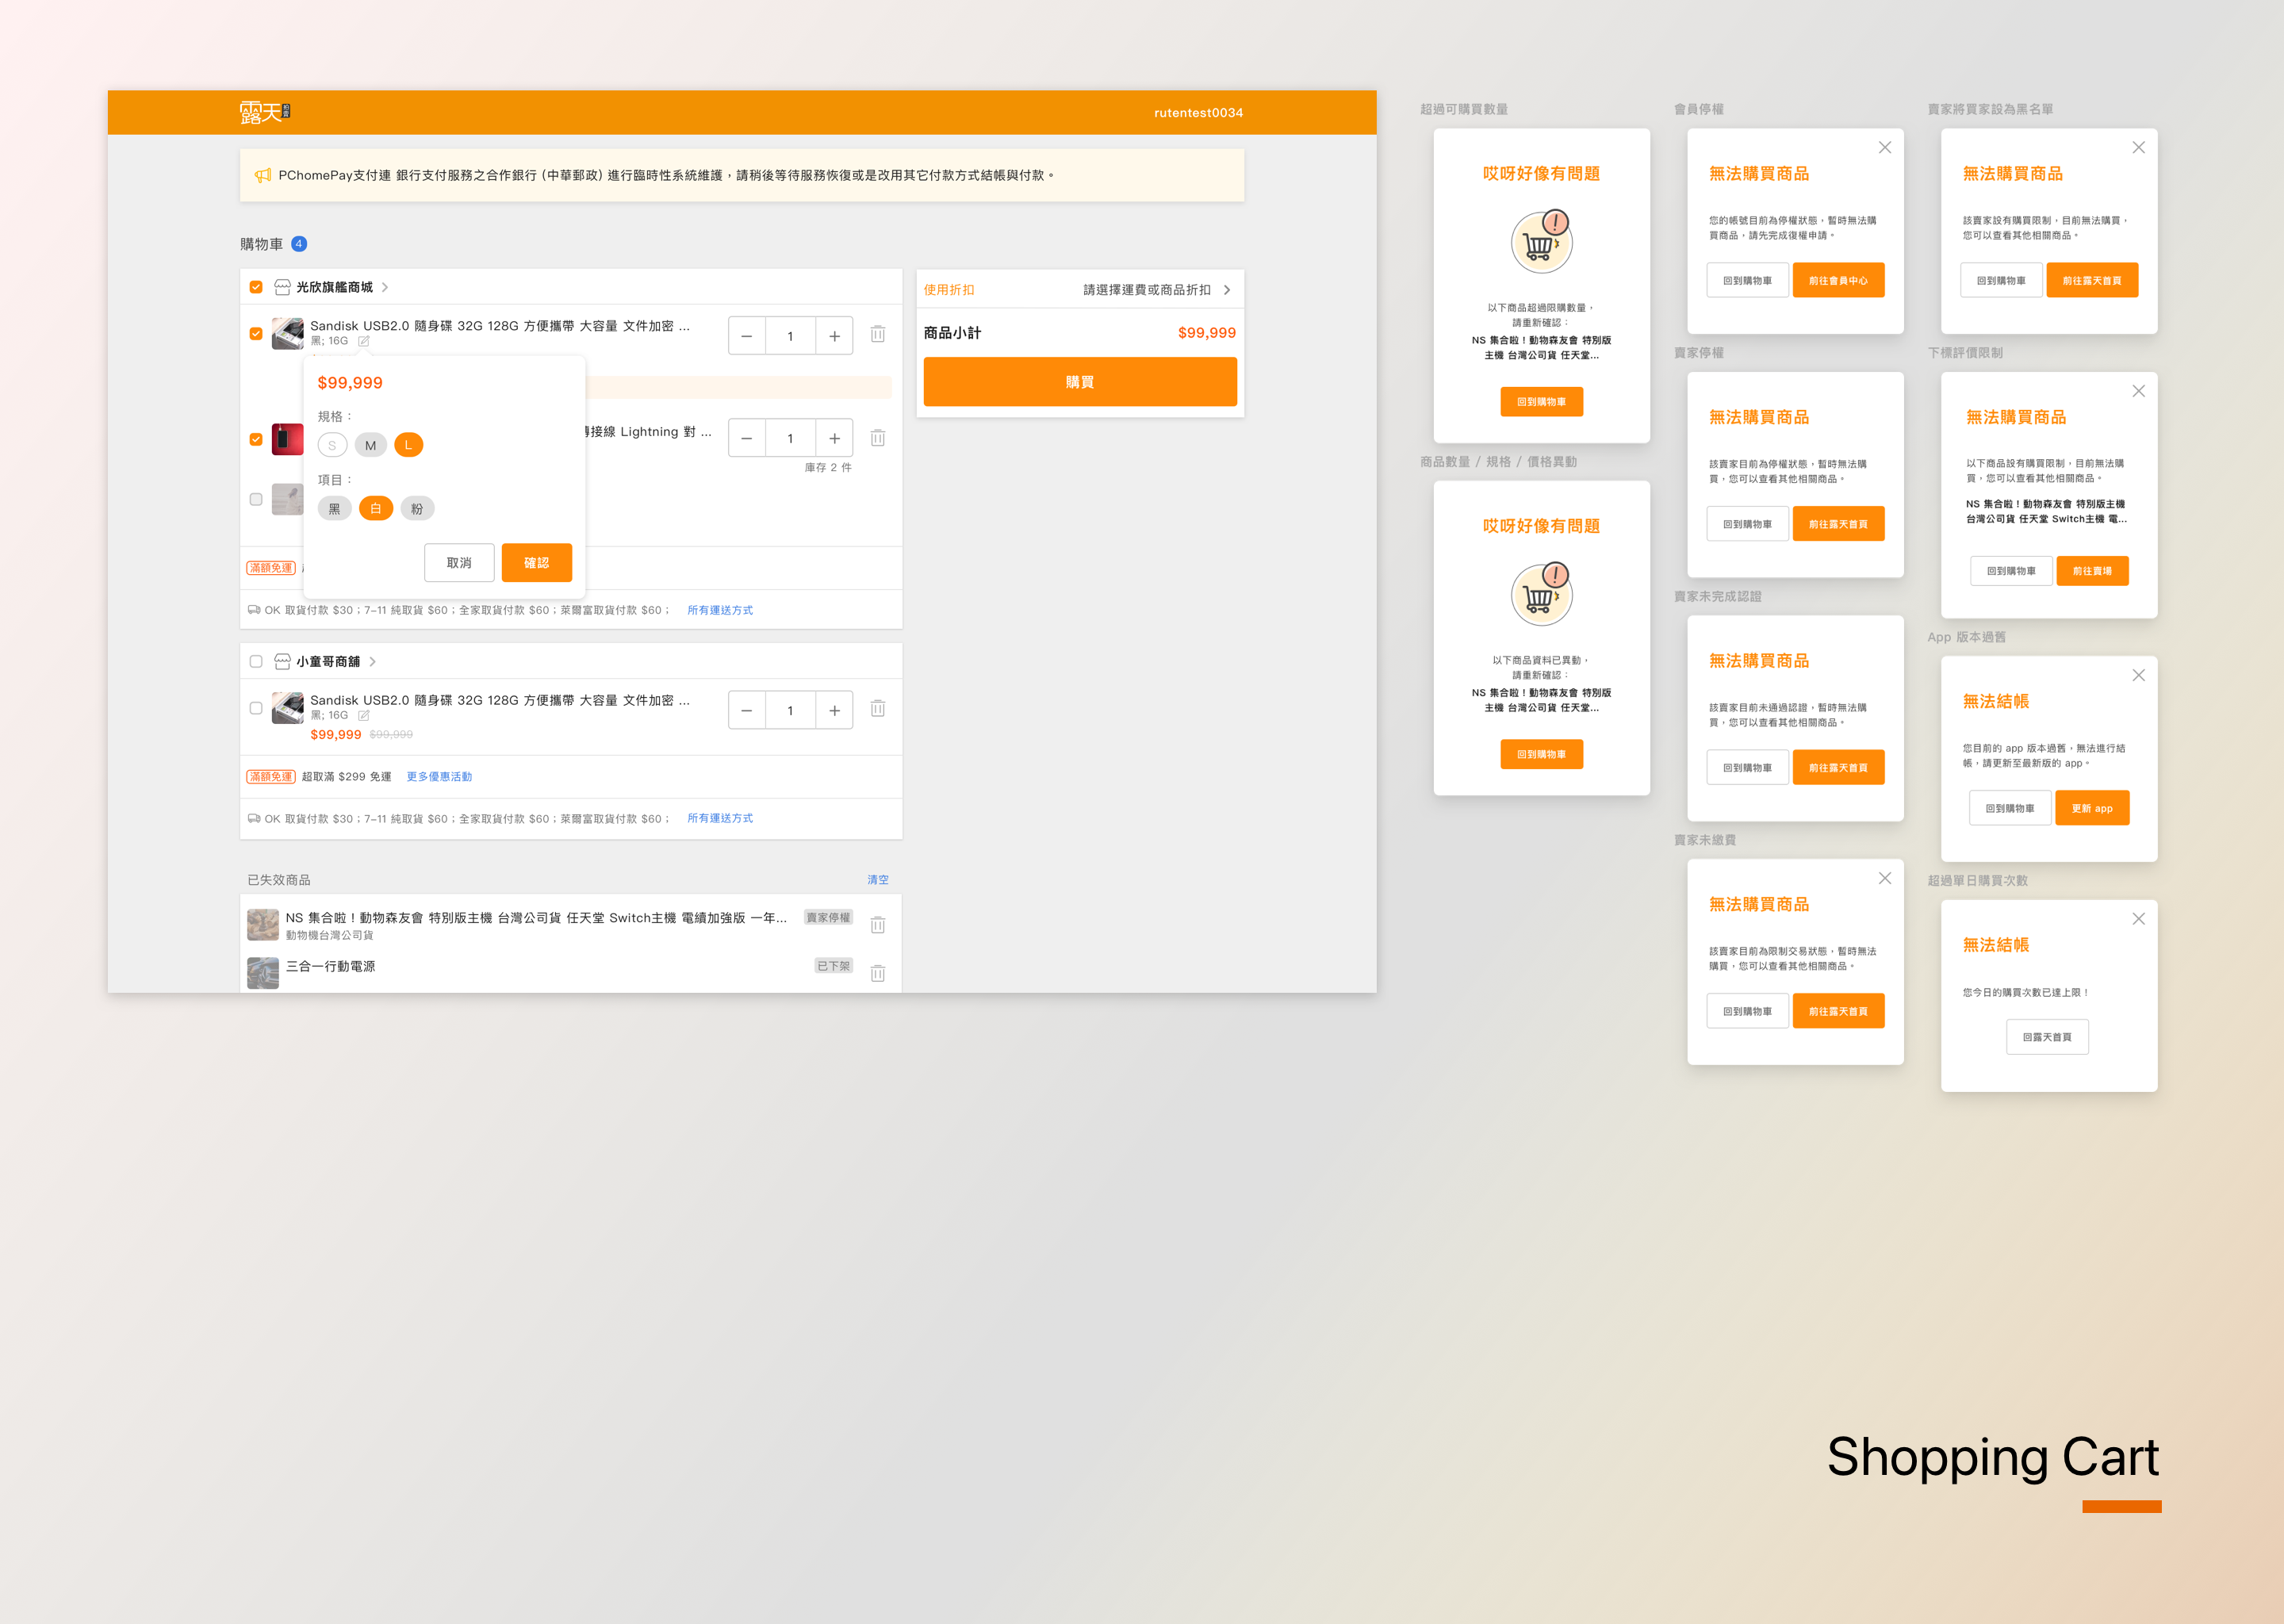 露天拍賣
rutentest0034
PChomePay支付連 銀行支付服務之合作銀行 (中華郵政) 進行臨時性系統維護，請稍後等待服務恢復或是改用其它付款方式結帳與付款。
購物車 4
光欣旗艦商城
Sandisk USB2.0 隨身碟 32G 128G 方便攜帶 大容量 文件加密 ...
黑; 16G
1
$99,999
規格：
S M L
項目：
黑 白 粉
取消 確認
轉接線 Lightning 對 ...
1
庫存 2 件
滿額免運
OK 取貨付款 $30；7-11 純取貨 $60；全家取貨付款 $60；萊爾富取貨付款 $60； 所有運送方式
使用折扣 請選擇運費或商品折扣
商品小計 $99,999
購買
小童哥商舖
Sandisk USB2.0 隨身碟 32G 128G 方便攜帶 大容量 文件加密 ...
黑; 16G
$99,999 $99,999
1
滿額免運 超取滿 $299 免運 更多優惠活動
OK 取貨付款 $30；7-11 純取貨 $60；全家取貨付款 $60；萊爾富取貨付款 $60； 所有運送方式
已失效商品 清空
NS 集合啦！動物森友會 特別版主機 台灣公司貨 任天堂 Switch主機 電續加強版 一年... 賣家停權
動物機台灣公司貨
三合一行動電源 已下架
超過可購買數量
哎呀好像有問題
以下商品超過限購數量，
請重新確認：
NS 集合啦！動物森友會 特別版
主機 台灣公司貨 任天堂...
回到購物車
商品數量 / 規格 / 價格異動
哎呀好像有問題
以下商品資料已異動，
請重新確認：
NS 集合啦！動物森友會 特別版
主機 台灣公司貨 任天堂...
回到購物車
會員停權
無法購買商品
您的帳號目前為停權狀態，暫時無法購
買商品，請先完成復權申請。
回到購物車 前往會員中心
賣家停權
無法購買商品
該賣家目前為停權狀態，暫時無法購
買，您可以查看其他相關商品。
回到購物車 前往露天首頁
賣家未完成認證
無法購買商品
該賣家目前未通過認證，暫時無法購
買，您可以查看其他相關商品。
回到購物車 前往露天首頁
賣家未繳費
無法購買商品
該賣家目前為限制交易狀態，暫時無法
購買，您可以查看其他相關商品。
回到購物車 前往露天首頁
賣家將買家設為黑名單
無法購買商品
該賣家設有購買限制，目前無法購買，
您可以查看其他相關商品。
回到購物車 前往露天首頁
下標評價限制
無法購買商品
以下商品設有購買限制，目前無法購
買，您可以查看其他相關商品。
NS 集合啦！動物森友會 特別版主機
台灣公司貨 任天堂 Switch主機 電...
回到購物車 前往賣場
App 版本過舊
無法結帳
您目前的 app 版本過舊，無法進行結
帳，請更新至最新版的 app。
回到購物車 更新 app
超過單日購買次數
無法結帳
您今日的購買次數已達上限！
回露天首頁
Shopping Cart